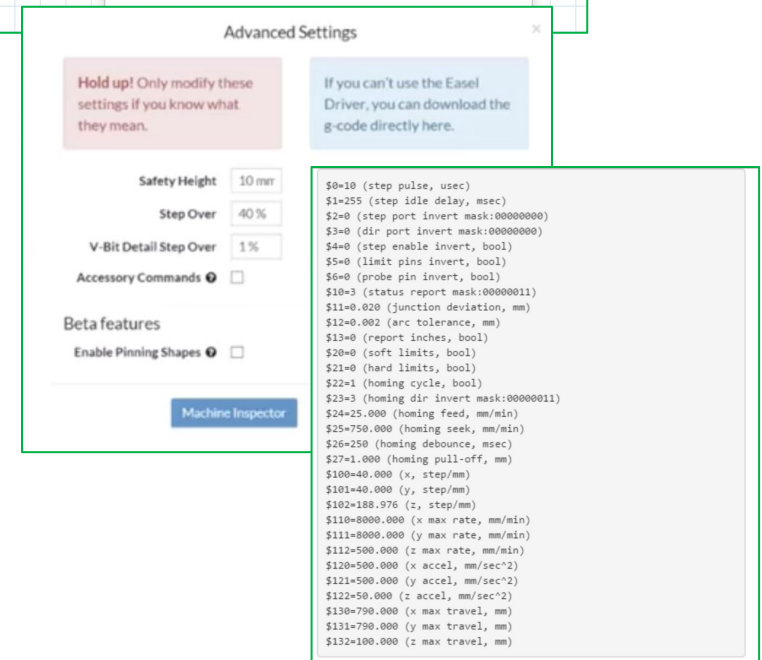 Advanced Settings
×
Hold up! Only modify these
settings if you know what
they mean.
If you can't use the Easel
Driver, you can download the
g-code directly here.
Safety Height 10 mm
Step Over 40 %
V-Bit Detail Step Over 1 %
Accessory Commands
Beta features
Enable Pinning Shapes
Machine Inspector
$0=10 (step pulse, usec)
$1=255 (step idle delay, msec)
$2=0 (step port invert mask:00000000)
$3=0 (dir port invert mask:00000000)
$4=0 (step enable invert, bool)
$5=0 (limit pins invert, bool)
$6=0 (probe pin invert, bool)
$10=3 (status report mask:00000011)
$11=0.020 (junction deviation, mm)
$12=0.002 (arc tolerance, mm)
$13=0 (report inches, bool)
$20=0 (soft limits, bool)
$21=0 (hard limits, bool)
$22=1 (homing cycle, bool)
$23=3 (homing dir invert mask:00000011)
$24=25.000 (homing feed, mm/min)
$25=750.000 (homing seek, mm/min)
$26=250 (homing debounce, msec)
$27=1.000 (homing pull-off, mm)
$100=40.000 (x, step/mm)
$101=40.000 (y, step/mm)
$102=188.976 (z, step/mm)
$110=8000.000 (x max rate, mm/min)
$111=8000.000 (y max rate, mm/min)
$112=500.000 (z max rate, mm/min)
$120=500.000 (x accel, mm/sec^2)
$121=500.000 (y accel, mm/sec^2)
$122=50.000 (z accel, mm/sec^2)
$130=790.000 (x max travel, mm)
$131=790.000 (y max travel, mm)
$132=100.000 (z max travel, mm)